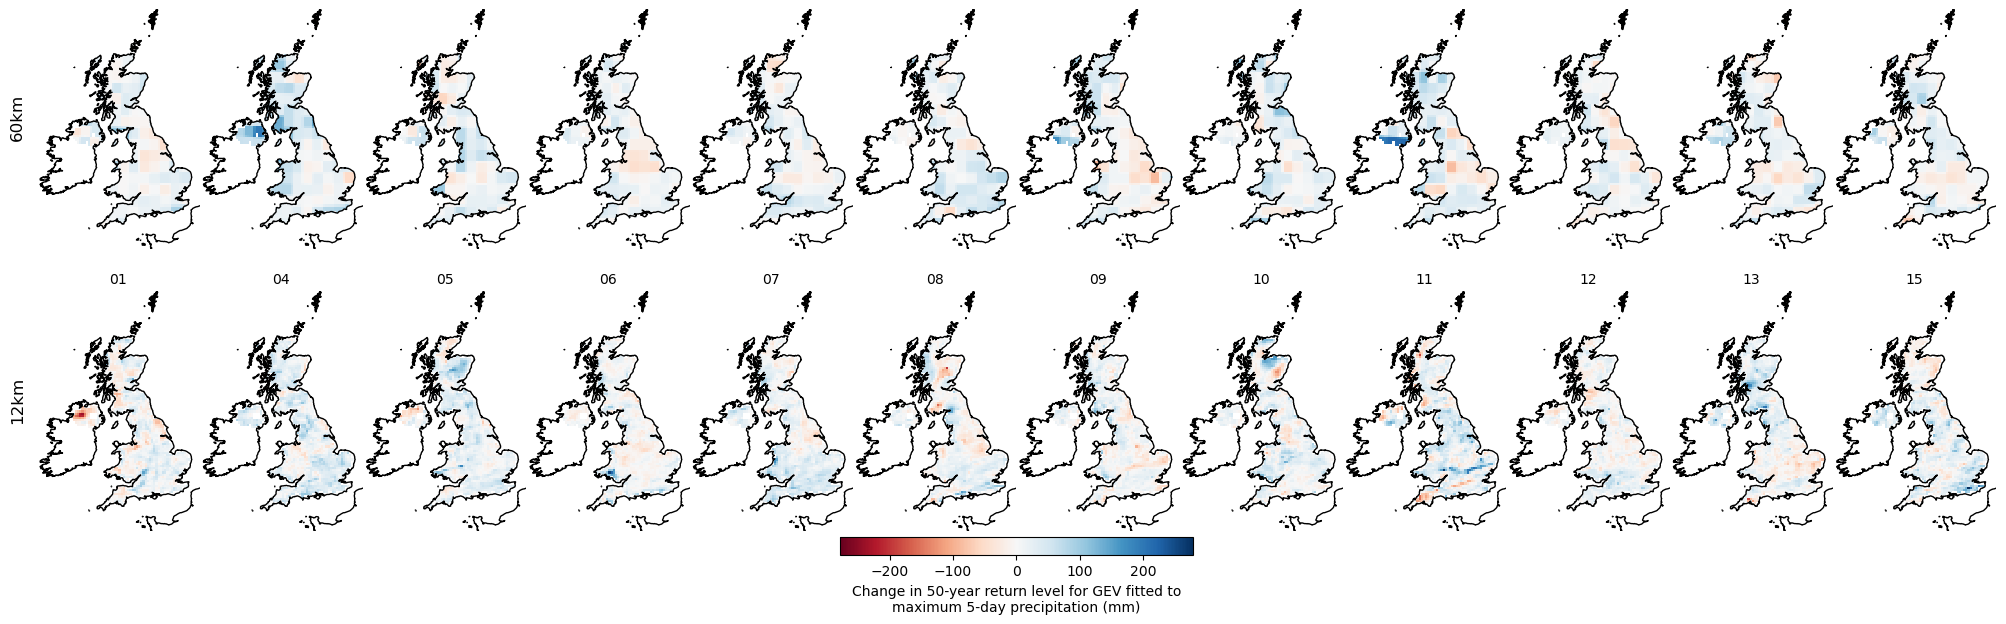 60km
01 04 05 06 07 08 09 10 11 12 13 15
12km
−200 −100 0 100 200
Change in 50-year return level for GEV fitted to
maximum 5-day precipitation (mm)